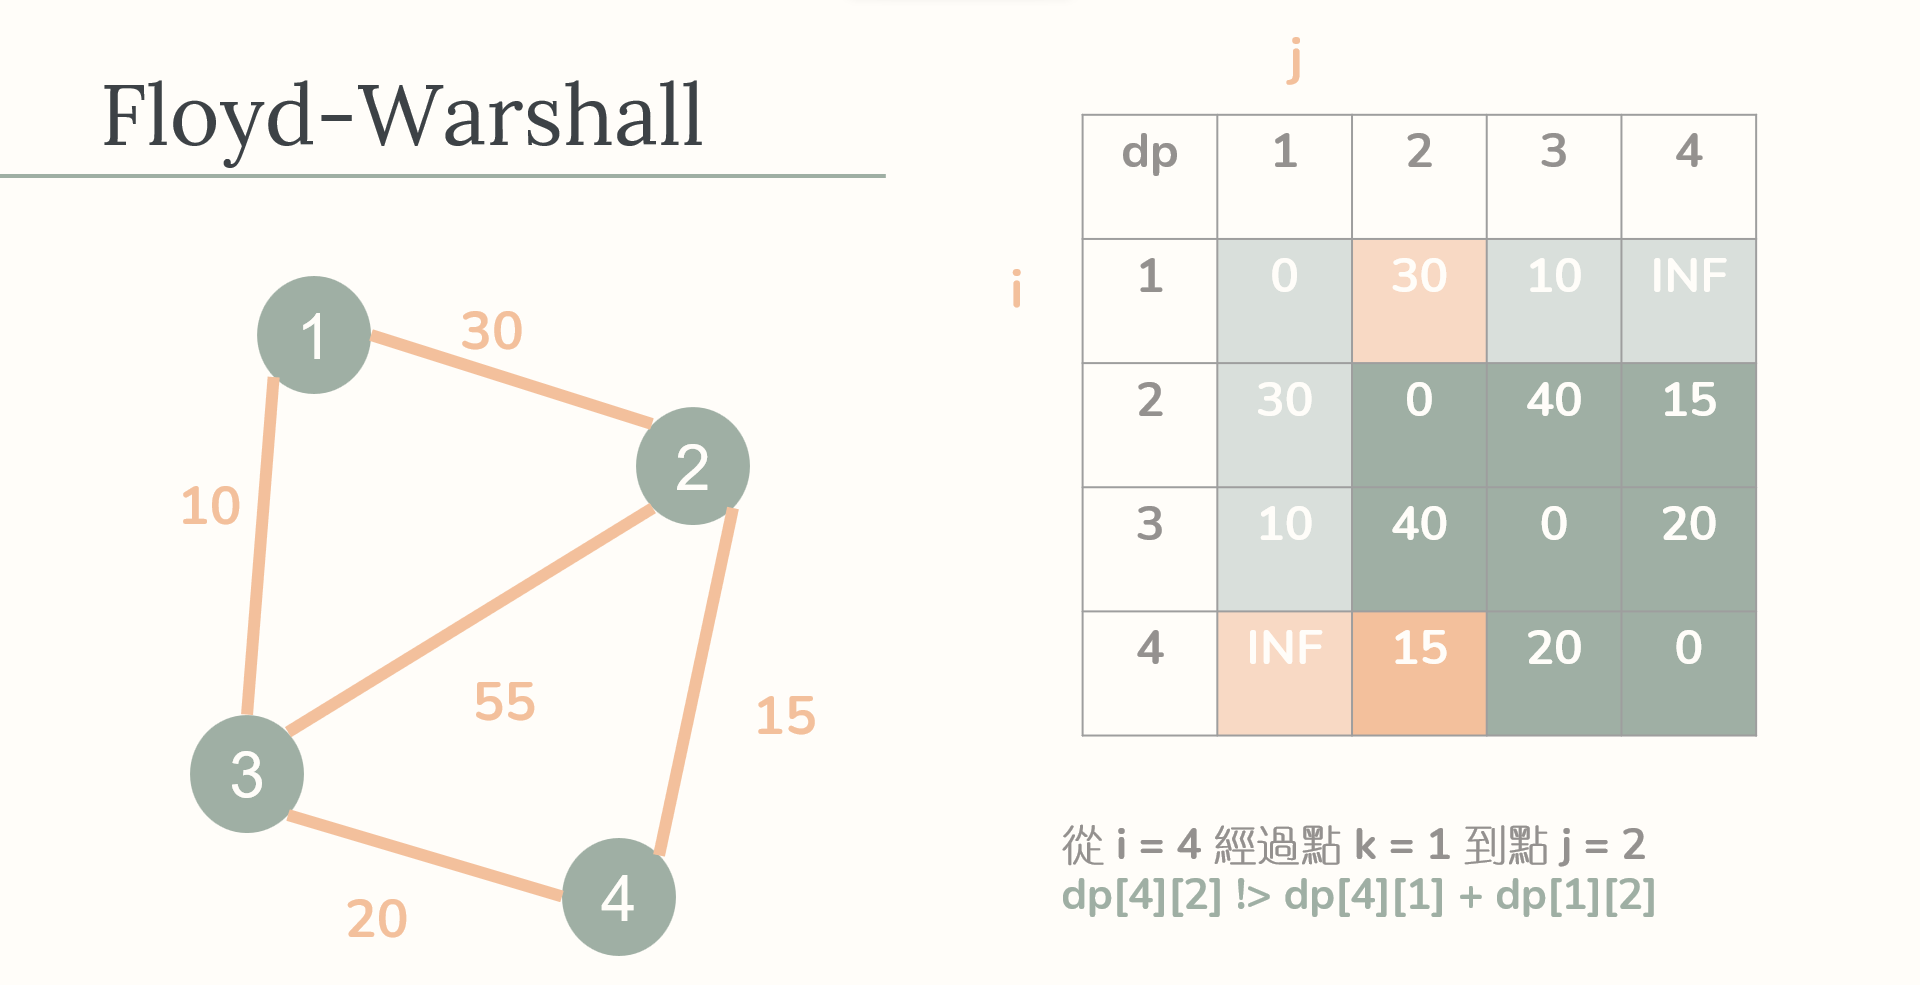 Floyd-Warshall
1
30
2
10
55
15
3
20
4
j
i
dp 1 2 3 4
1 0 30 10 INF
2 30 0 40 15
3 10 40 0 20
4 INF 15 20 0
從 i = 4 經過點 k = 1 到點 j = 2
dp[4][2] !> dp[4][1] + dp[1][2]